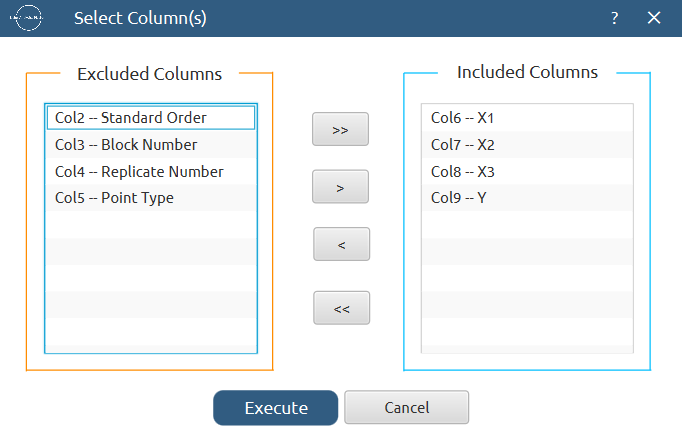 Select Column(s)
?
Excluded Columns
Included Columns
Col2 -- Standard Order
Col3 -- Block Number
Col4 -- Replicate Number
Col5 -- Point Type
>>
>
<
<<
Col6 -- X1
Col7 -- X2
Col8 -- X3
Col9 -- Y
Execute
Cancel